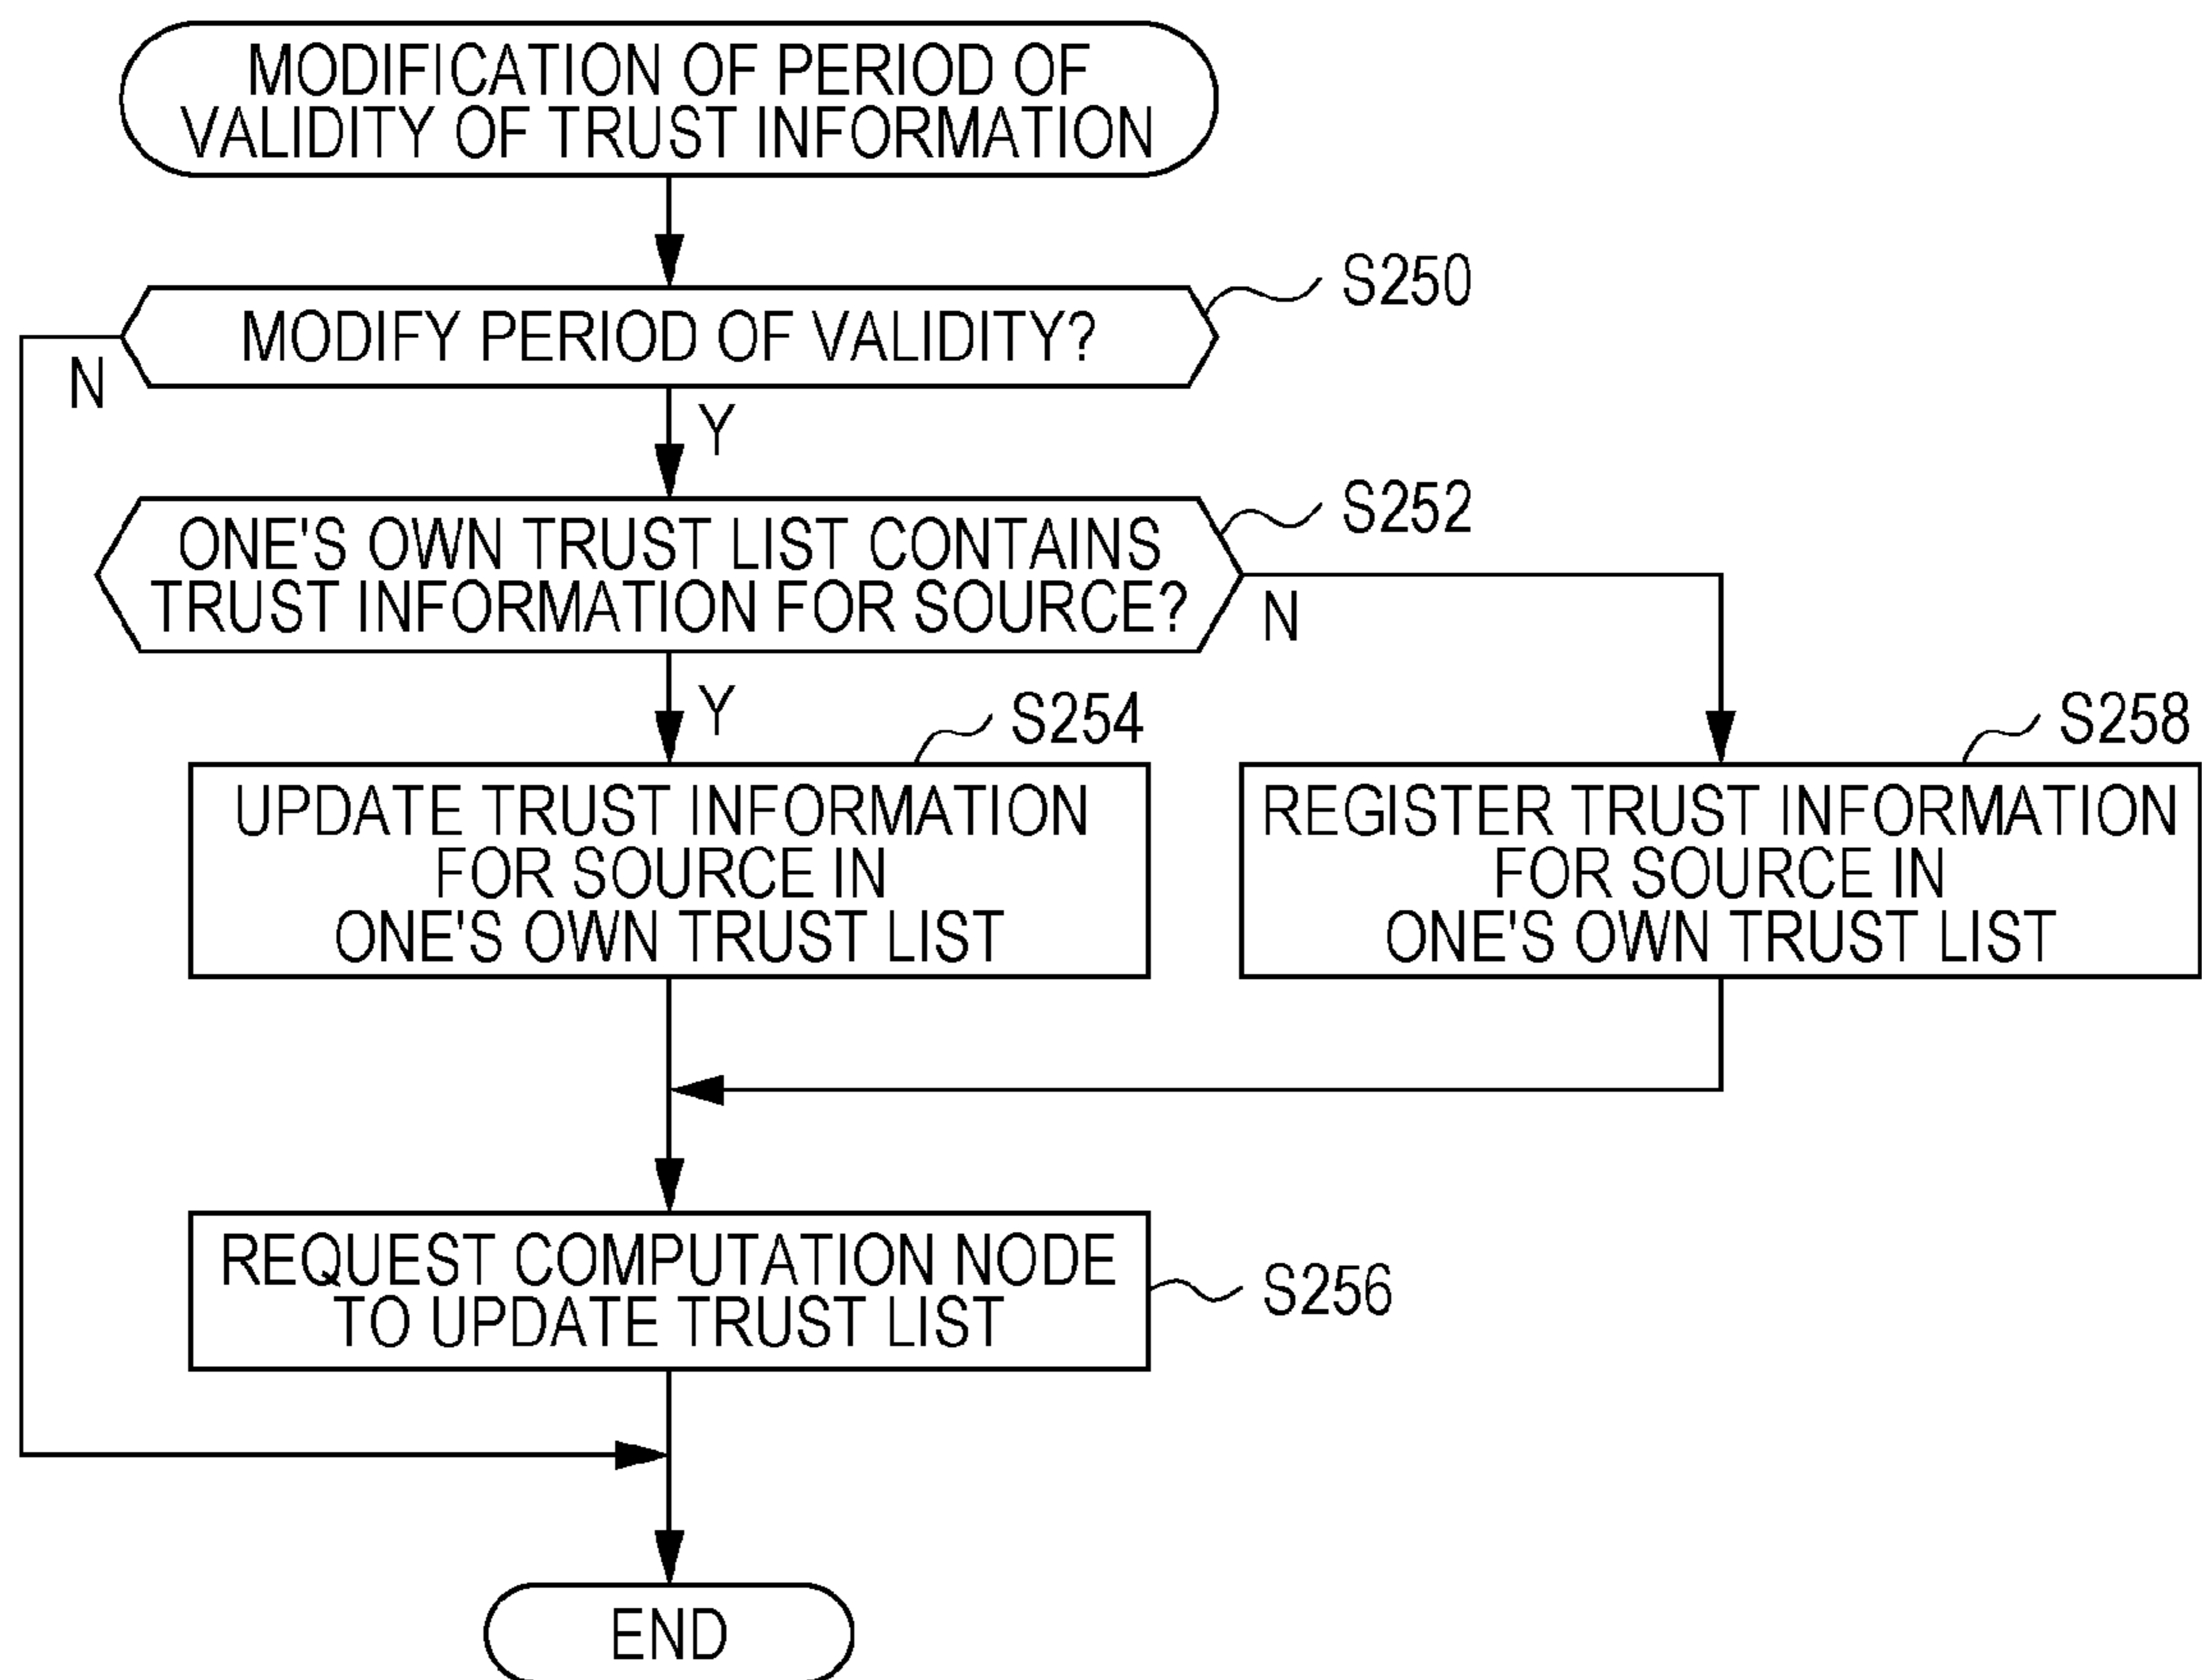 MODIFICATION OF PERIOD OF
VALIDITY OF TRUST INFORMATION
S250
MODIFY PERIOD OF VALIDITY?
N
Y
S252
ONE'S OWN TRUST LIST CONTAINS
TRUST INFORMATION FOR SOURCE?
N
Y
S254
S258
UPDATE TRUST INFORMATION
FOR SOURCE IN
ONE'S OWN TRUST LIST
REGISTER TRUST INFORMATION
FOR SOURCE IN
ONE'S OWN TRUST LIST
REQUEST COMPUTATION NODE
TO UPDATE TRUST LIST
S256
END